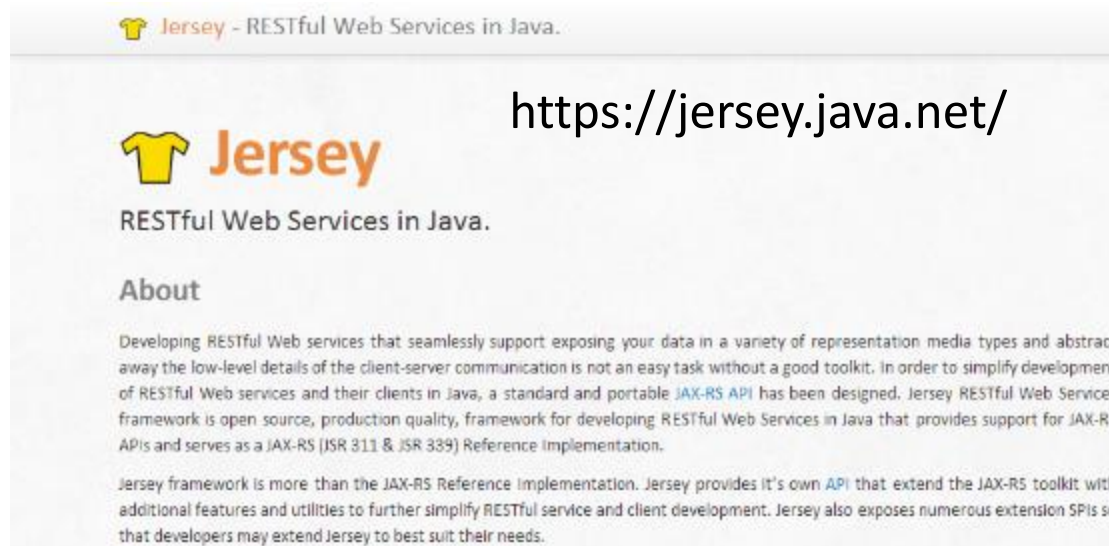 Jersey - RESTful Web Services in Java.
https://jersey.java.net/
Jersey
RESTful Web Services in Java.
About
Developing RESTful Web services that seamlessly support exposing your data in a variety of representation media types and abstrac
away the low-level details of the client-server communication is not an easy task without a good toolkit. In order to simplify developmen
of RESTful Web services and their clients in Java, a standard and portable JAX-RS API has been designed. Jersey RESTful Web Service
framework is open source, production quality, framework for developing RESTful Web Services in Java that provides support for JAX-R
APIs and serves as a JAX-RS (JSR 311 & JSR 339) Reference Implementation.
Jersey framework is more than the JAX-RS Reference Implementation. Jersey provides it's own API that extend the JAX-RS toolkit wit
additional features and utilities to further simplify RESTful service and client development. Jersey also exposes numerous extension SPIs s
that developers may extend Jersey to best suit their needs.